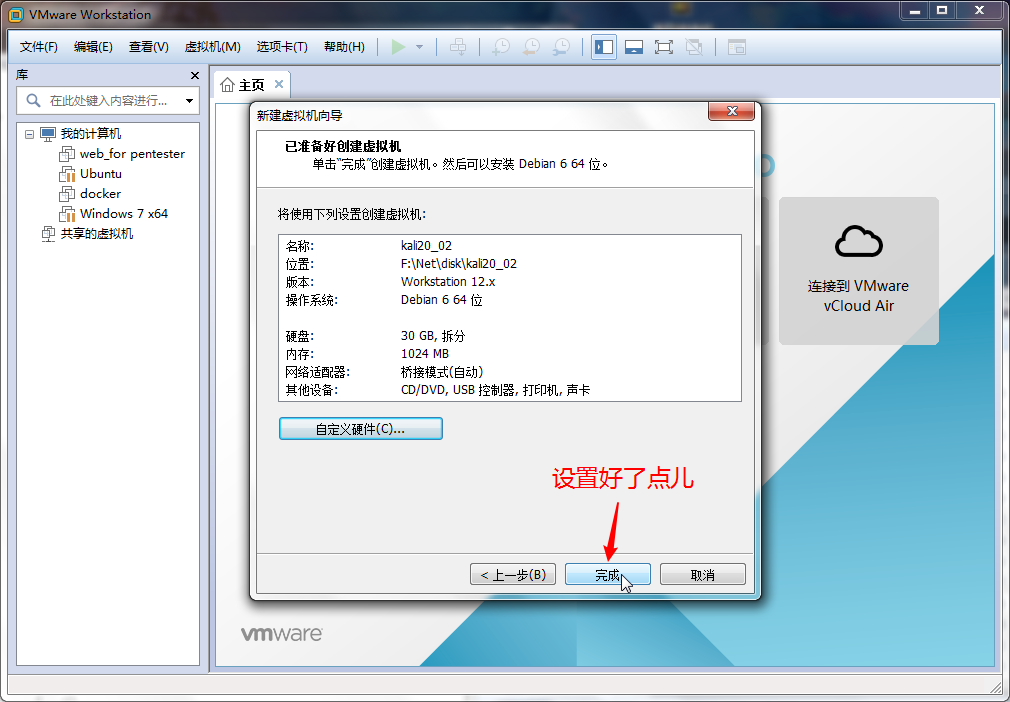 VMware Workstation
文件(F) 编辑(E) 查看(V) 虚拟机(M) 选项卡(T) 帮助(H)
库
在此处键入内容进行...
我的计算机
web_for pentester
Ubuntu
docker
Windows 7 x64
共享的虚拟机
主页
新建虚拟机向导
已准备好创建虚拟机
单击"完成"创建虚拟机。然后可以安装 Debian 6 64 位。
将使用下列设置创建虚拟机:
名称: kali20_02
位置: F:\Net\disk\kali20_02
版本: Workstation 12.x
操作系统: Debian 6 64 位
硬盘: 30 GB, 拆分
内存: 1024 MB
网络适配器: 桥接模式(自动)
其他设备: CD/DVD, USB 控制器, 打印机, 声卡
自定义硬件(C)...
设置好了点儿
< 上一步(B) 完成 取消
连接到 VMware
vCloud Air
vmware